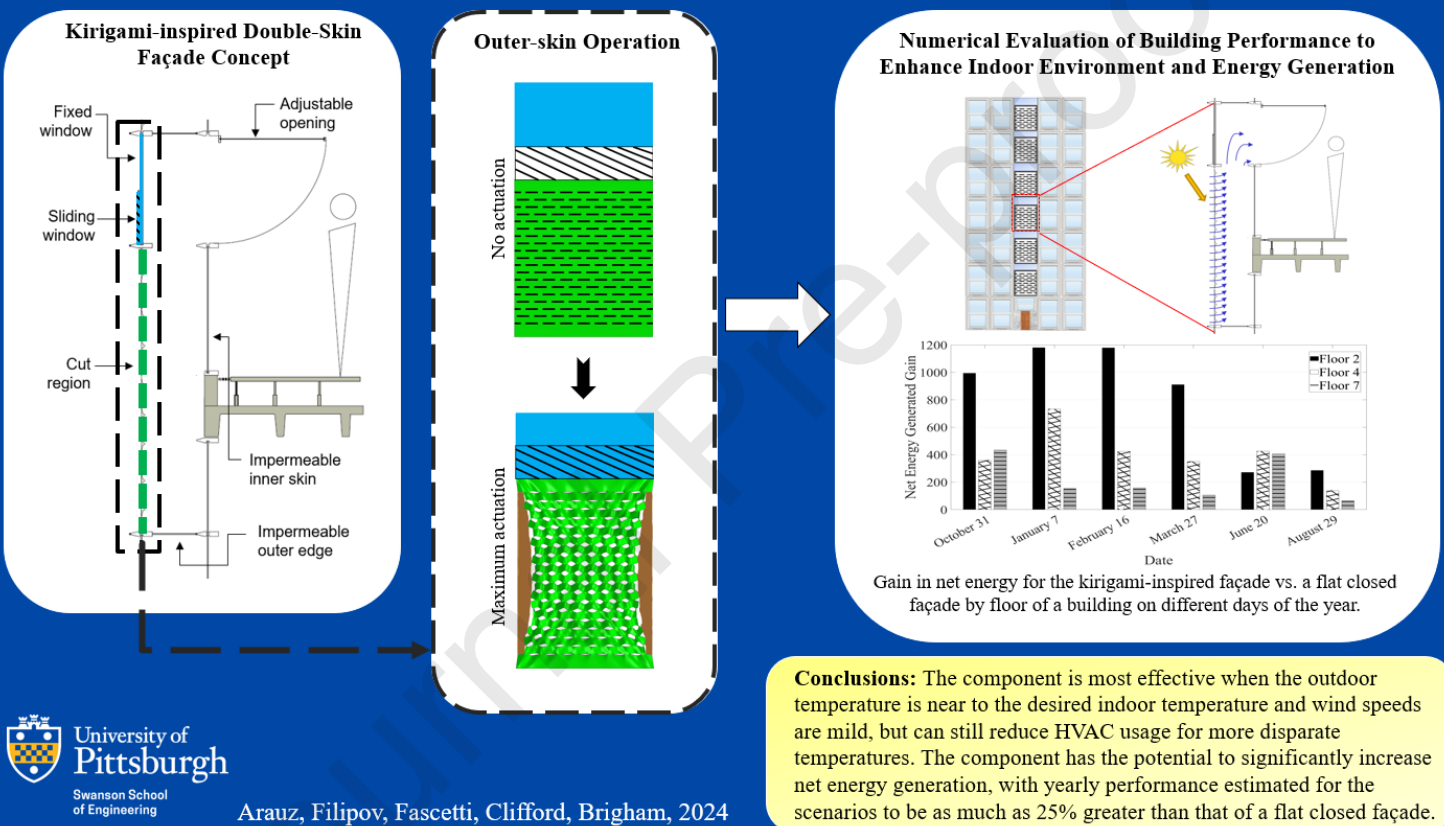 Kirigami-inspired Double-Skin
Façade Concept
Fixed
window
Adjustable
opening
Sliding
window
Cut
region
Impermeable
inner skin
Impermeable
outer edge
Outer-skin Operation
No actuation
Maximum actuation
Numerical Evaluation of Building Performance to
Enhance Indoor Environment and Energy Generation
Net Energy Generated Gain
1200
1000
800
600
400
200
0
Floor 2
Floor 4
Floor 7
October 31
January 7
February 16
March 27
June 20
August 29
Date
Gain in net energy for the kirigami-inspired façade vs. a flat closed
façade by floor of a building on different days of the year.
Conclusions: The component is most effective when the outdoor
temperature is near to the desired indoor temperature and wind speeds
are mild, but can still reduce HVAC usage for more disparate
temperatures. The component has the potential to significantly increase
net energy generation, with yearly performance estimated for the
scenarios to be as much as 25% greater than that of a flat closed façade.
University of
Pittsburgh
Swanson School
of Engineering
Arauz, Filipov, Fascetti, Clifford, Brigham, 2024
urn Pre-proo